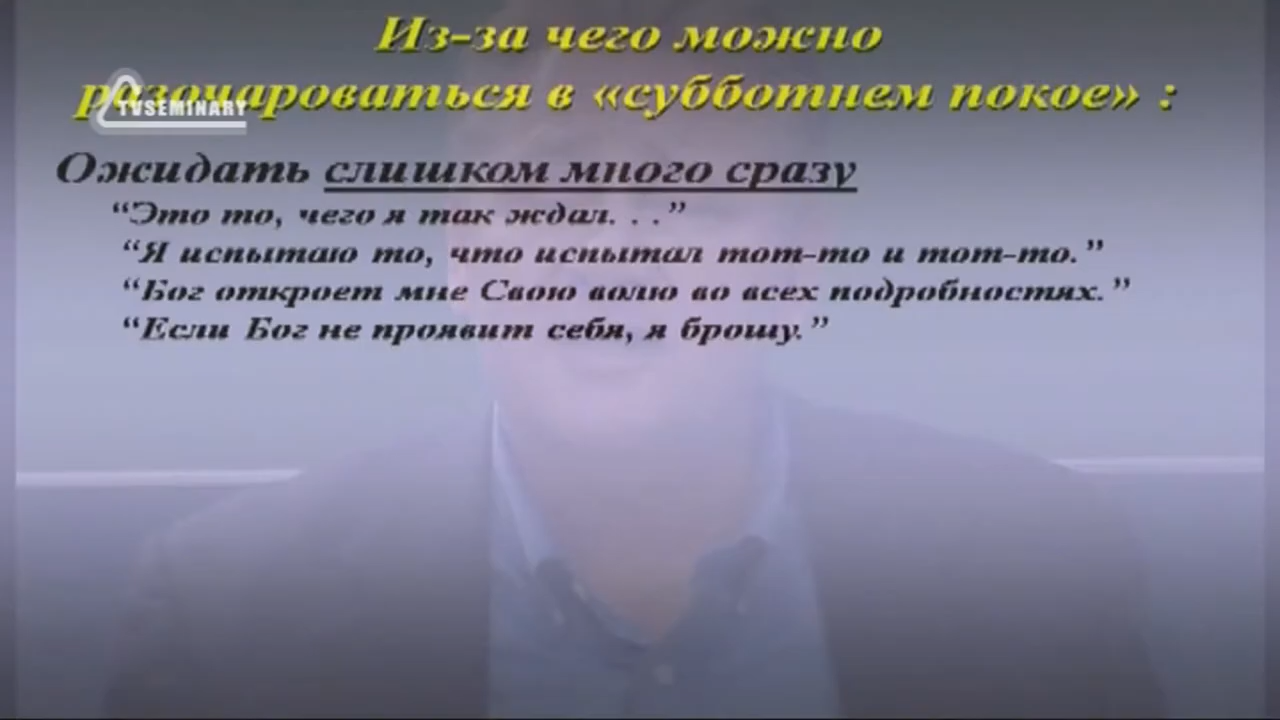 Из-за чего можно
разочароваться в «субботнем покое» :
TVSEMINARY
Ожидать слишком много сразу
“Это то, чего я так ждал. . .”
“Я испытаю то, что испытал тот-то и тот-то.”
“Бог откроет мне Свою волю во всех подробностях.”
“Если Бог не проявит себя, я брошу.”